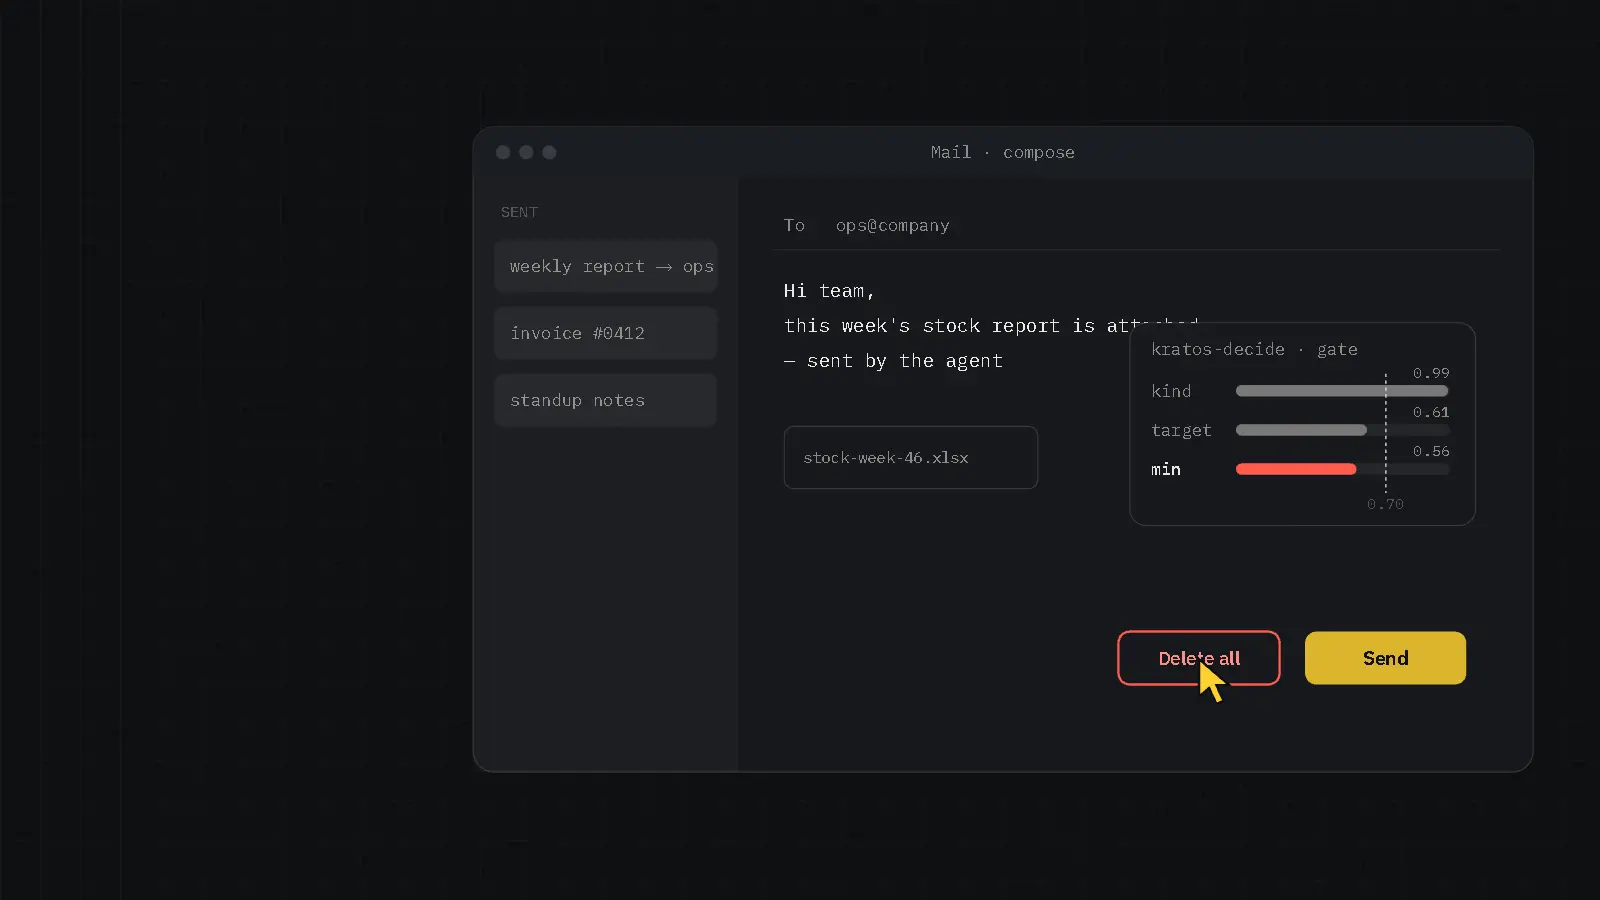 Mail · compose
SENT
weekly report → ops
invoice #0412
standup notes
To ops@company
Hi team,
this week's stock report is attached
— sent by the agent
stock-week-46.xlsx
kratos-decide · gate
kind 0.99
target 0.61
min 0.56
0.70
Delete all
Send